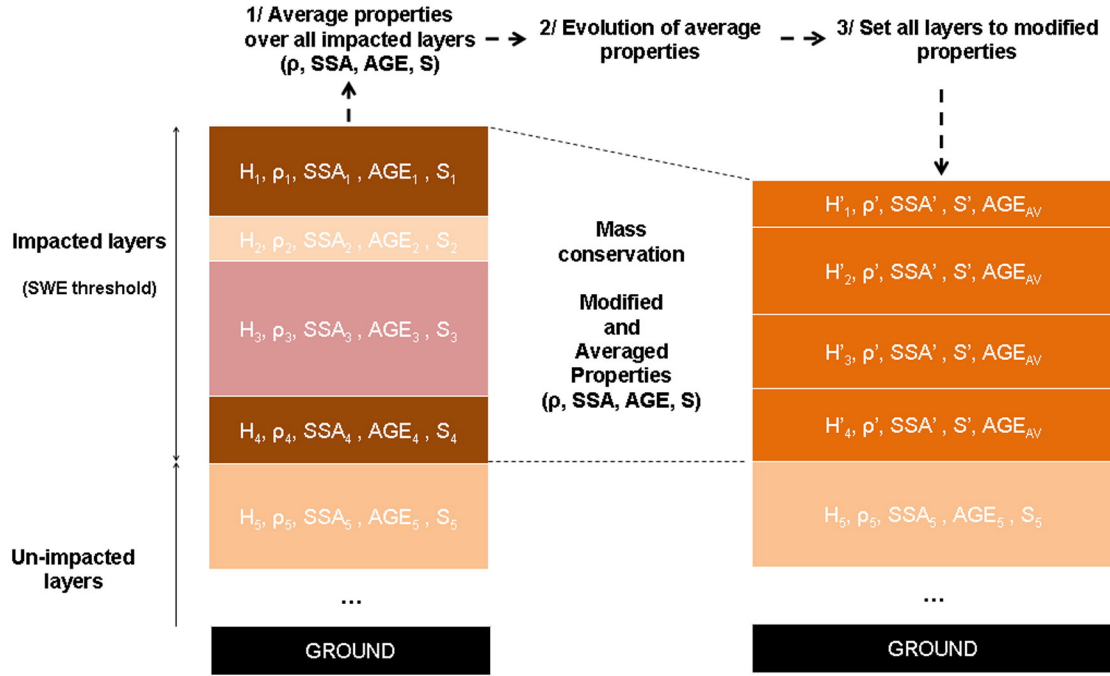 1/ Average properties
over all impacted layers
(ρ, SSA, AGE, S)
2/ Evolution of average
properties
3/ Set all layers to modified
properties
Impacted layers
(SWE threshold)
Un-impacted
layers
H₁, ρ₁, SSA₁ , AGE₁ , S₁
H₂, ρ₂, SSA₂ , AGE₂ , S₂
H₃, ρ₃, SSA₃ , AGE₃ , S₃
H₄, ρ₄, SSA₄ , AGE₄ , S₄
H₅, ρ₅, SSA₅ , AGE₅ , S₅
...
GROUND
Mass
conservation
Modified
and
Averaged
Properties
(ρ, SSA, AGE, S)
H'₁, ρ', SSA' , S', AGE_AV
H'₂, ρ', SSA' , S', AGE_AV
H'₃, ρ', SSA' , S', AGE_AV
H'₄, ρ', SSA' , S', AGE_AV
H₅, ρ₅, SSA₅ , AGE₅ , S₅
...
GROUND